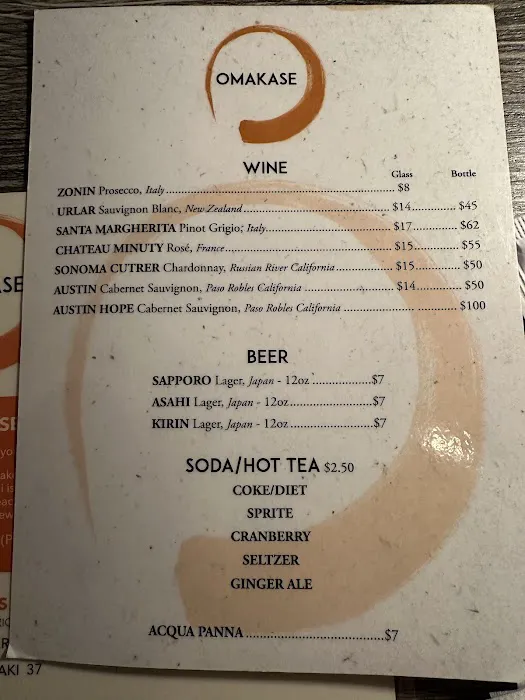 OMAKASE
WINE
Glass Bottle
ZONIN Prosecco, Italy $8
URLAR Sauvignon Blanc, New Zealand $14 $45
SANTA MARGHERITA Pinot Grigio, Italy $17 $62
CHATEAU MINUTY Rosé, France $15 $55
SONOMA CUTRER Chardonnay, Russian River California $15 $50
AUSTIN Cabernet Sauvignon, Paso Robles California $14 $50
AUSTIN HOPE Cabernet Sauvignon, Paso Robles California $100
BEER
SAPPORO Lager, Japan - 12oz $7
ASAHI Lager, Japan - 12oz $7
KIRIN Lager, Japan - 12oz $7
SODA/HOT TEA $2.50
COKE/DIET
SPRITE
CRANBERRY
SELTZER
GINGER ALE
ACQUA PANNA $7
AKI 37